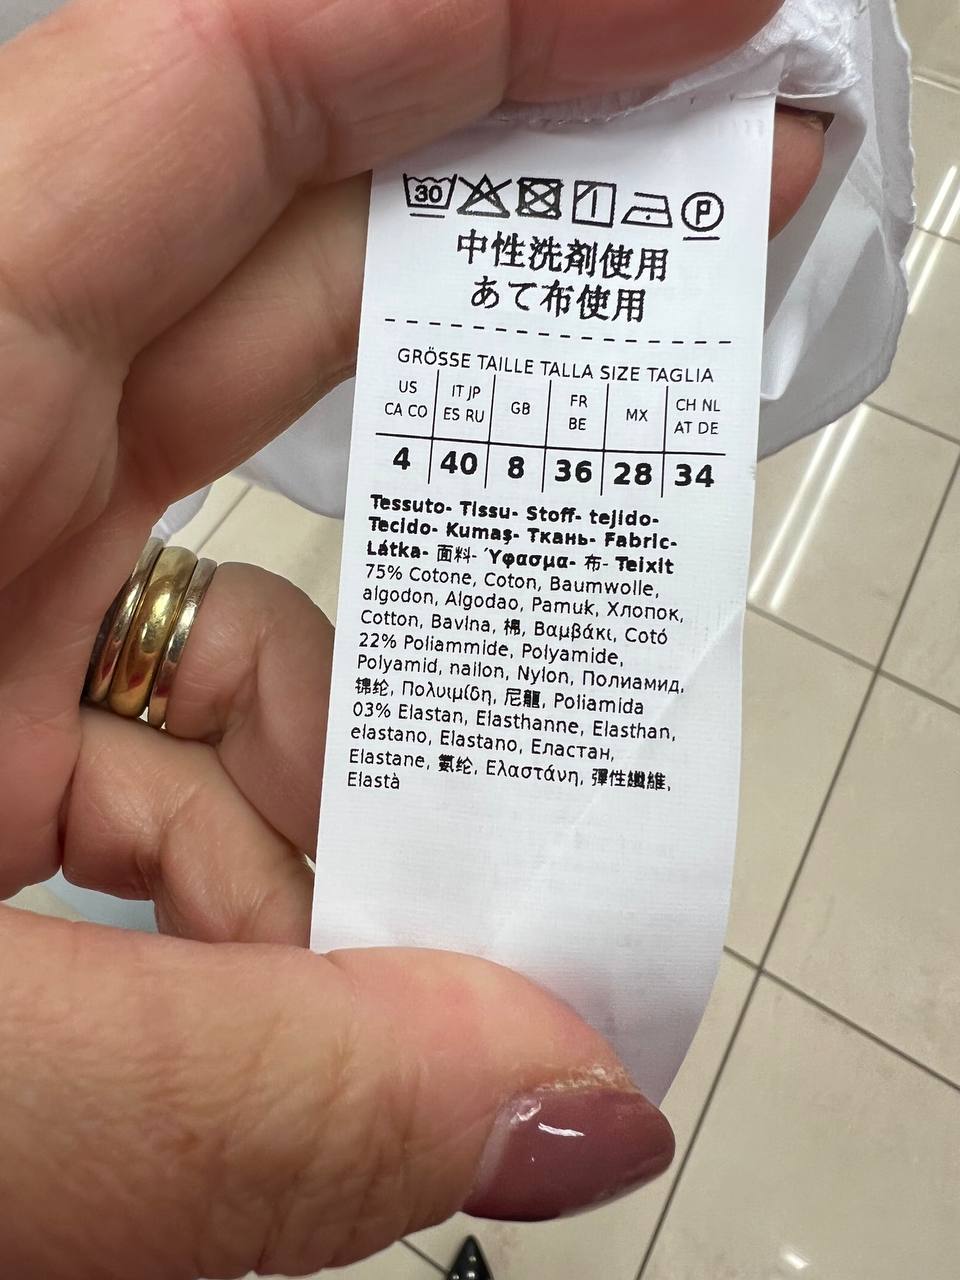 30
P
中性洗剤使用
あて布使用
GRÖSSE TAILLE TALLA SIZE TAGLIA
US CA CO IT JP ES RU GB FR BE MX CH NL AT DE
4 40 8 36 28 34
Tessuto- Tissu- Stoff- tejido-
Tecido- Kumaş- Ткань- Fabric-
Látka- 面料- Ύφασμα- 布- Teixit
75% Cotone, Coton, Baumwolle,
algodon, Algodao, Pamuk, Хлопок,
Cotton, Bavlna, 棉, Βαμβάκι, Cotó
22% Poliammide, Polyamide,
Polyamid, nailon, Nylon, Полиамид,
锦纶, Πολυιμίδη, 尼龍, Poliamida
03% Elastan, Elasthanne, Elasthan,
elastano, Elastano, Еластан,
Elastane, 氨纶, Ελαστάνη, 彈性纖維,
Elastà